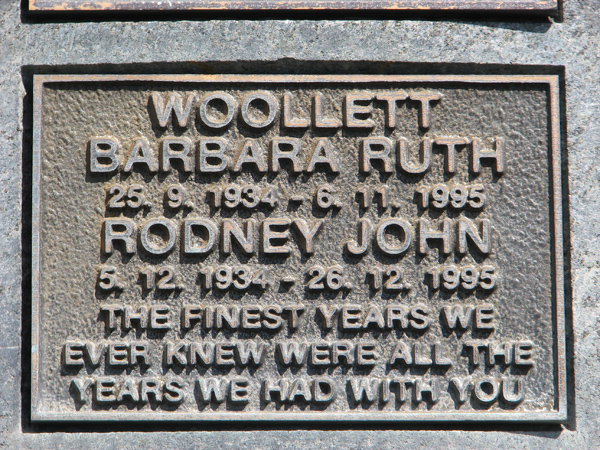 WOOLLETT
BARBARA RUTH
25. 9. 1934 - 6. 11. 1995
RODNEY JOHN
5. 12. 1934 - 26. 12. 1995
THE FINEST YEARS WE
EVER KNEW WERE ALL THE
YEARS WE HAD WITH YOU